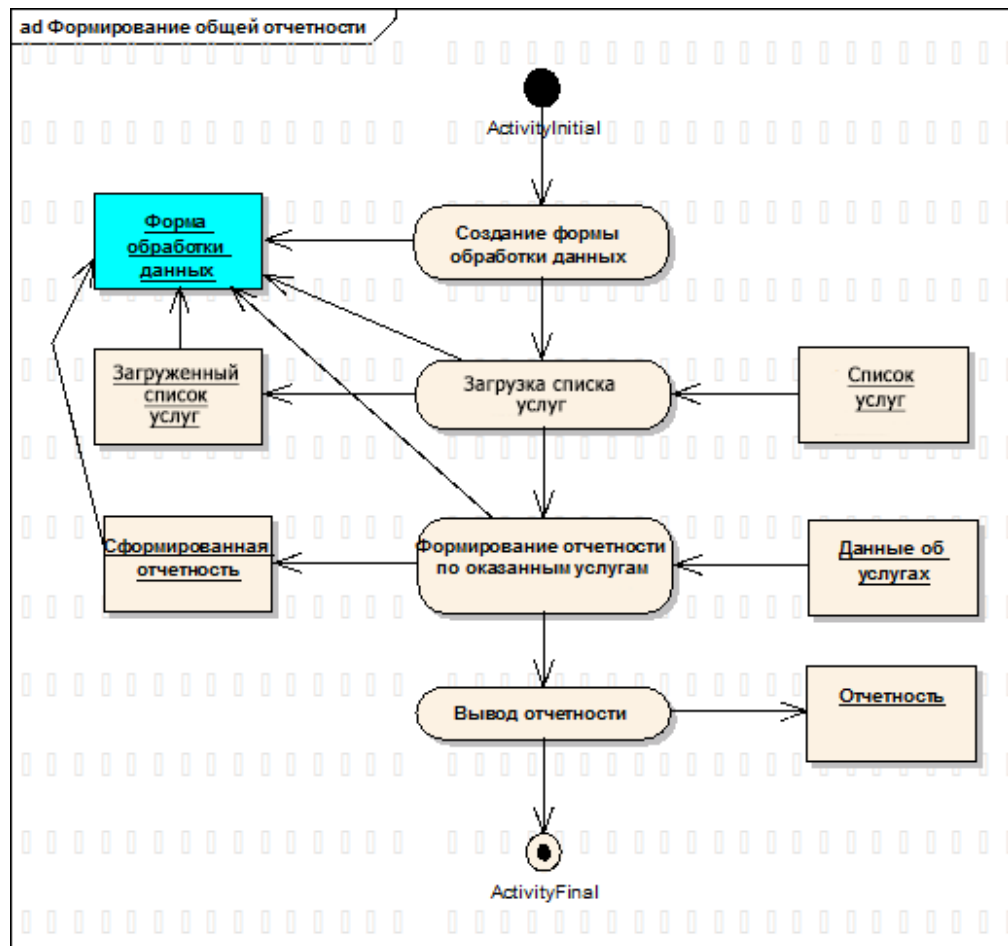 ad Формирование общей отчетности
ActivityInitial
Форма
обработки
данных
Создание формы
обработки данных
Загруженный
список
услуг
Загрузка списка
услуг
Список
услуг
Сформированная
отчетность
Формирование отчетности
по оказанным услугам
Данные об
услугах
Вывод отчетности
Отчетность
ActivityFinal